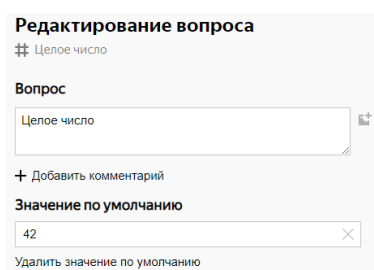 Редактирование вопроса
# Целое число
Вопрос
Целое число
+ Добавить комментарий
Значение по умолчанию
42
Удалить значение по умолчанию